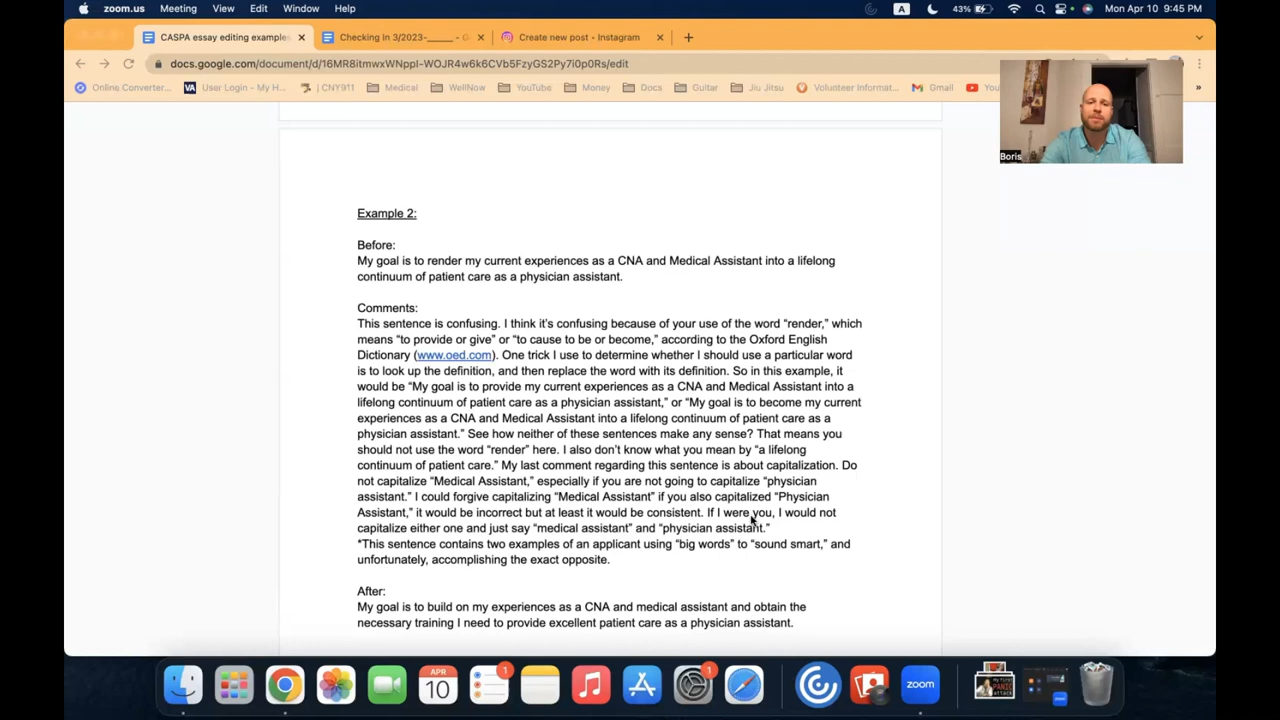 zoom.us Meeting View Edit Window Help A 43% Mon Apr 10 9:45 PM
CASPA essay editing examples Checking in 3/2023-______ - G Create new post • Instagram
docs.google.com/document/d/16MR8itmwxWNppI-WOJR4w6k6CVb5FzyGS2Py7i0p0Rs/edit
Online Converter... VA User Login - My H... CNY911 Medical WellNow YouTube Money Docs Guitar Jiu Jitsu Volunteer Informat... Gmail You »
Boris
Example 2:
Before:
My goal is to render my current experiences as a CNA and Medical Assistant into a lifelong
continuum of patient care as a physician assistant.
Comments:
This sentence is confusing. I think it's confusing because of your use of the word “render,” which
means “to provide or give” or “to cause to be or become,” according to the Oxford English
Dictionary (www.oed.com). One trick I use to determine whether I should use a particular word
is to look up the definition, and then replace the word with its definition. So in this example, it
would be “My goal is to provide my current experiences as a CNA and Medical Assistant into a
lifelong continuum of patient care as a physician assistant,” or “My goal is to become my current
experiences as a CNA and Medical Assistant into a lifelong continuum of patient care as a
physician assistant.” See how neither of these sentences make any sense? That means you
should not use the word “render” here. I also don’t know what you mean by “a lifelong
continuum of patient care.” My last comment regarding this sentence is about capitalization. Do
not capitalize “Medical Assistant,” especially if you are not going to capitalize “physician
assistant.” I could forgive capitalizing “Medical Assistant” if you also capitalized “Physician
Assistant,” it would be incorrect but at least it would be consistent. If I were you, I would not
capitalize either one and just say “medical assistant” and “physician assistant.”
*This sentence contains two examples of an applicant using “big words” to “sound smart,” and
unfortunately, accomplishing the exact opposite.
After:
My goal is to build on my experiences as a CNA and medical assistant and obtain the
necessary training I need to provide excellent patient care as a physician assistant.
APR 1 1
10 zoom